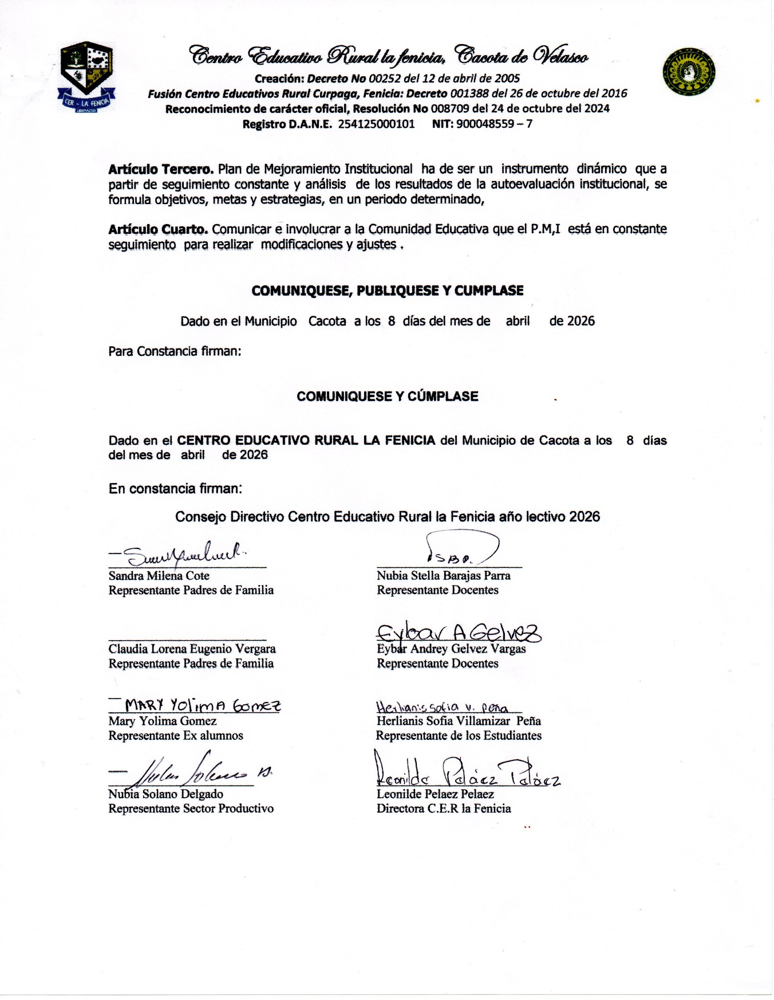 Centro Educativo Rural la fenicia, Cacota de Velasco
Creación: Decreto No 00252 del 12 de abril de 2005
Fusión Centro Educativos Rural Curpaga, Fenicia: Decreto 001388 del 26 de octubre del 2016
Reconocimiento de carácter oficial, Resolución No 008709 del 24 de octubre del 2024
Registro D.A.N.E. 254125000101 NIT: 900048559 – 7
CER - LA FENICIA
LIDERAZGO
Artículo Tercero. Plan de Mejoramiento Institucional ha de ser un instrumento dinámico que a
partir de seguimiento constante y análisis de los resultados de la autoevaluación institucional, se
formula objetivos, metas y estrategias, en un periodo determinado,
Artículo Cuarto. Comunicar e involucrar a la Comunidad Educativa que el P.M,I está en constante
seguimiento para realizar modificaciones y ajustes .
COMUNIQUESE, PUBLIQUESE Y CUMPLASE
Dado en el Municipio Cacota a los 8 días del mes de abril de 2026
Para Constancia firman:
COMUNIQUESE Y CÚMPLASE
Dado en el CENTRO EDUCATIVO RURAL LA FENICIA del Municipio de Cacota a los 8 días
del mes de abril de 2026
En constancia firman:
Consejo Directivo Centro Educativo Rural la Fenicia año lectivo 2026
Sandra Milena Cote
Representante Padres de Familia
Nubia Stella Barajas Parra
Representante Docentes
Claudia Lorena Eugenio Vergara
Representante Padres de Familia
Eybar A Gelvez
Eybar Andrey Gelvez Vargas
Representante Docentes
MARY YOLIMA GOMEZ
Mary Yolima Gomez
Representante Ex alumnos
Herlianis sofia v. peña
Herlianis Sofia Villamizar Peña
Representante de los Estudiantes
Nubia Solano D.
Nubia Solano Delgado
Representante Sector Productivo
Leonilde Peláez Peláez
Leonilde Pelaez Pelaez
Directora C.E.R la Fenicia